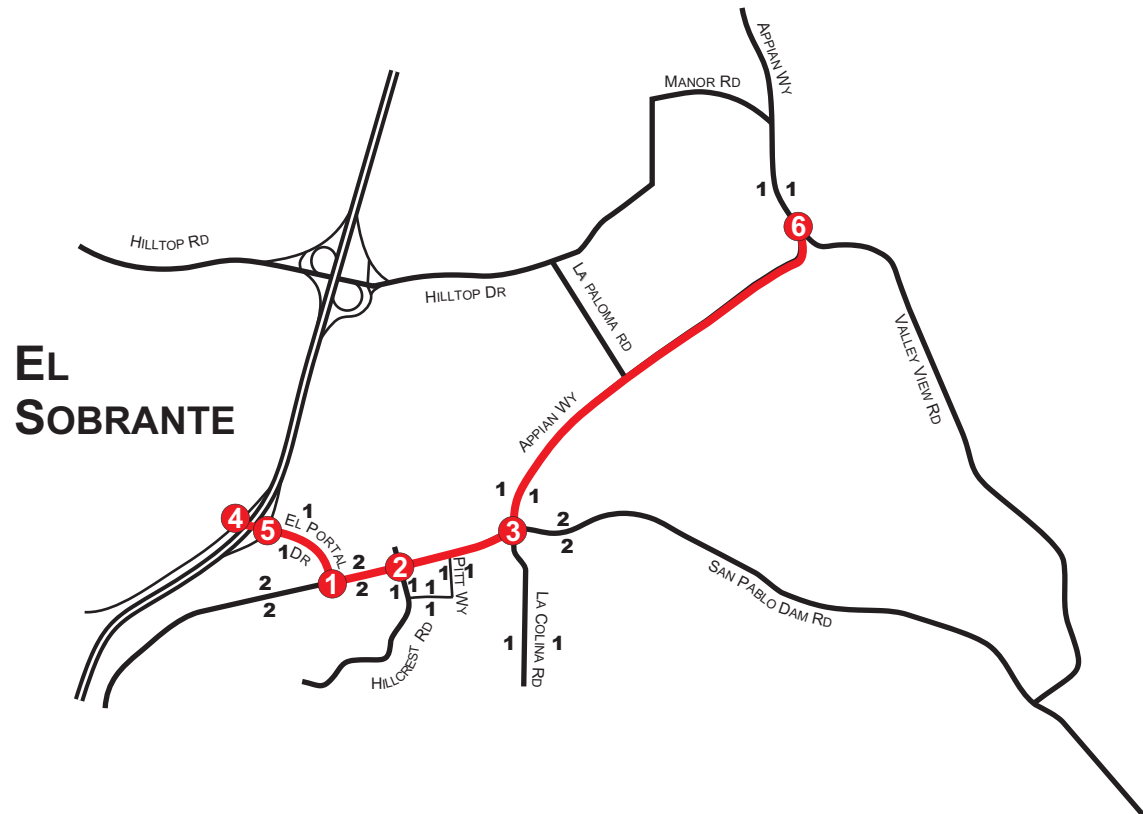 APPIAN WY
MANOR RD
1 1
6
HILLTOP RD
HILLTOP DR
LA PALOMA RD
VALLEY VIEW RD
EL
SOBRANTE
APPIAN WY
1 1
4
5
1
EL PORTAL
DR
1
3
2
2
2
2
1
2
2
2
1 1
1
1
1 1
PITT WY
HILLCREST RD
1 1
LA COLINA RD
SAN PABLO DAM RD